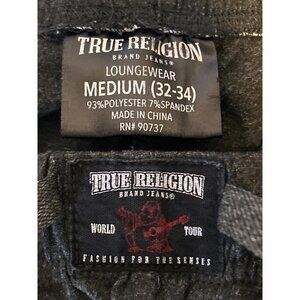 TRUE RELIGION
BRAND JEANS®
LOUNGEWEAR
MEDIUM (32-34)
93%POLYESTER 7%SPANDEX
MADE IN CHINA
RN# 90737
TRUE RELIGION
BRAND JEANS®
WORLD TOUR
FASHION FOR THE SENSES